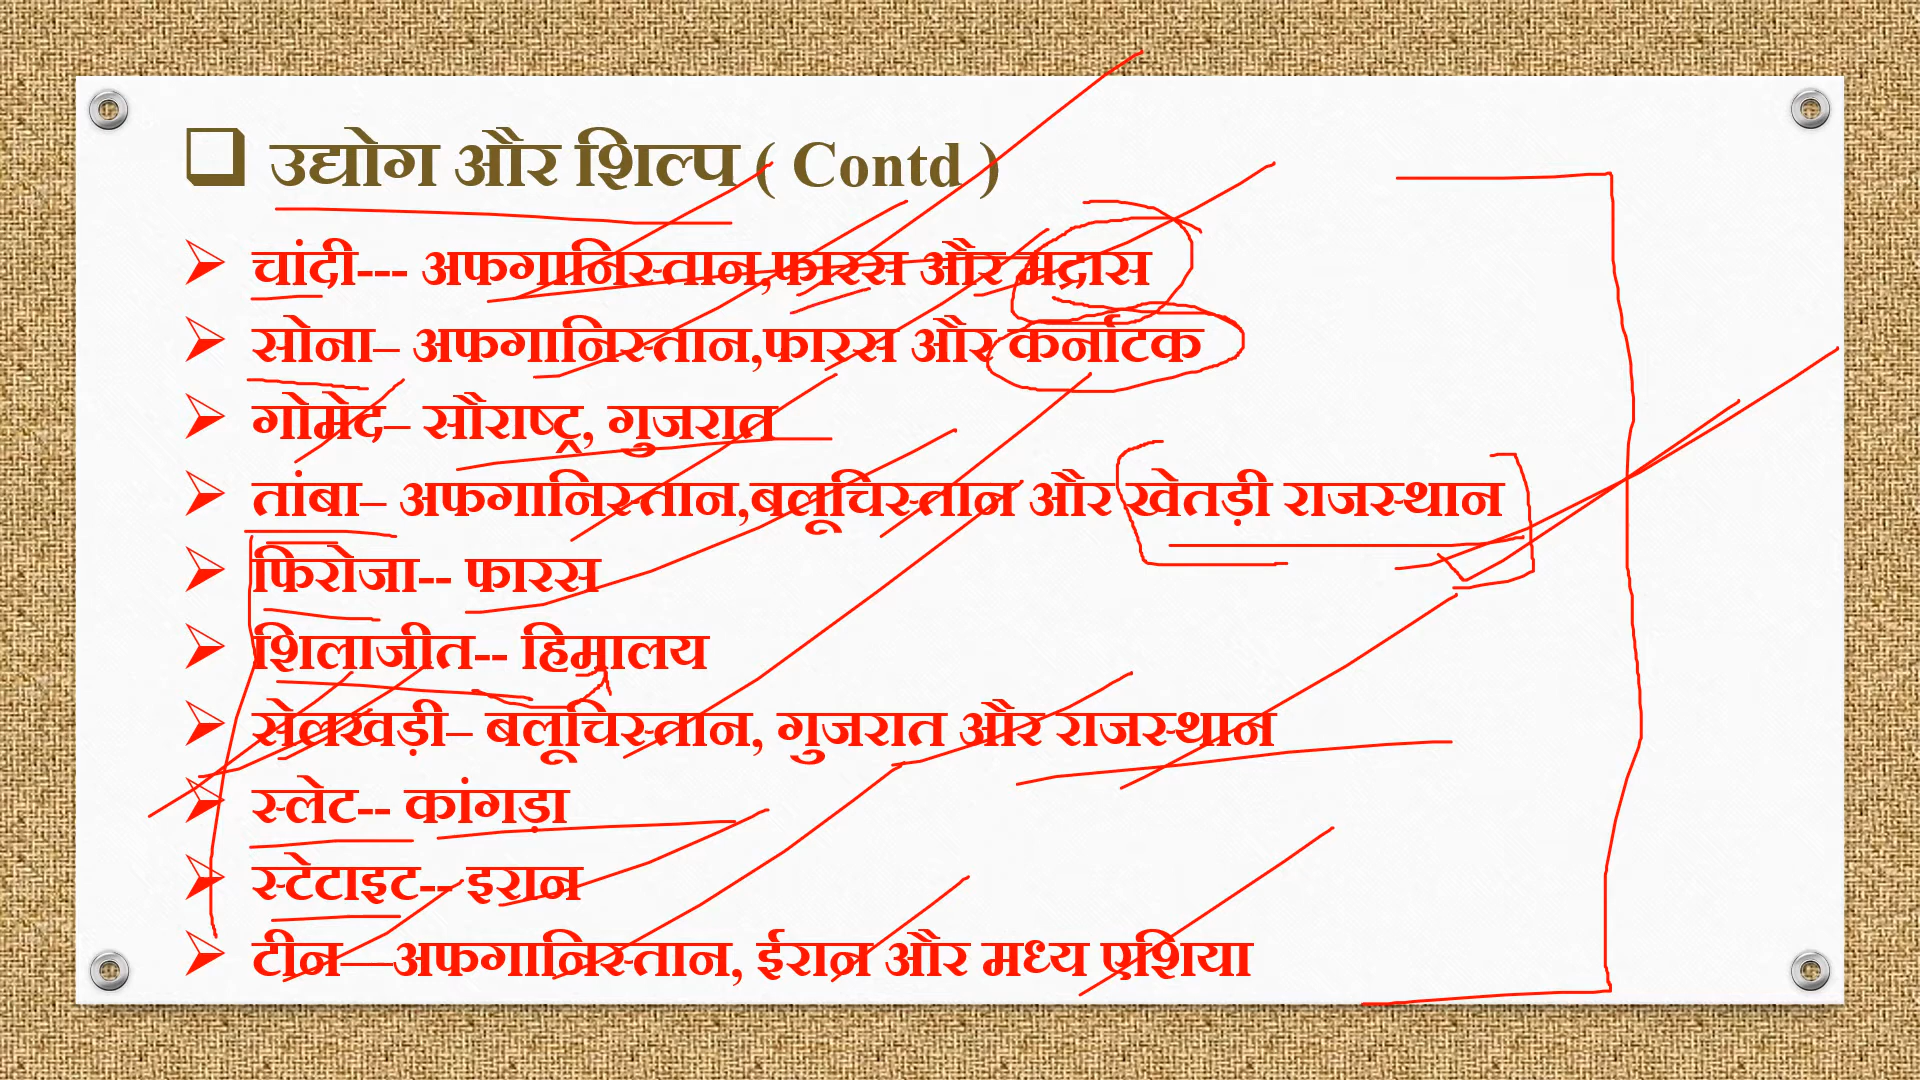 उद्योग और शिल्प ( Contd )
चांदी--- अफगानिस्तान,फारस और मद्रास
सोना– अफगानिस्तान,फारस और कर्नाटक
गोमेद– सौराष्ट्र, गुजरात
तांबा– अफगानिस्तान,बलूचिस्तान और खेतड़ी राजस्थान
फिरोजा-- फारस
शिलाजीत-- हिमालय
सेलखड़ी– बलूचिस्तान, गुजरात और राजस्थान
स्लेट-- कांगड़ा
स्टेटाइट-- इरान
टीन—अफगानिस्तान, ईरान और मध्य एशिया